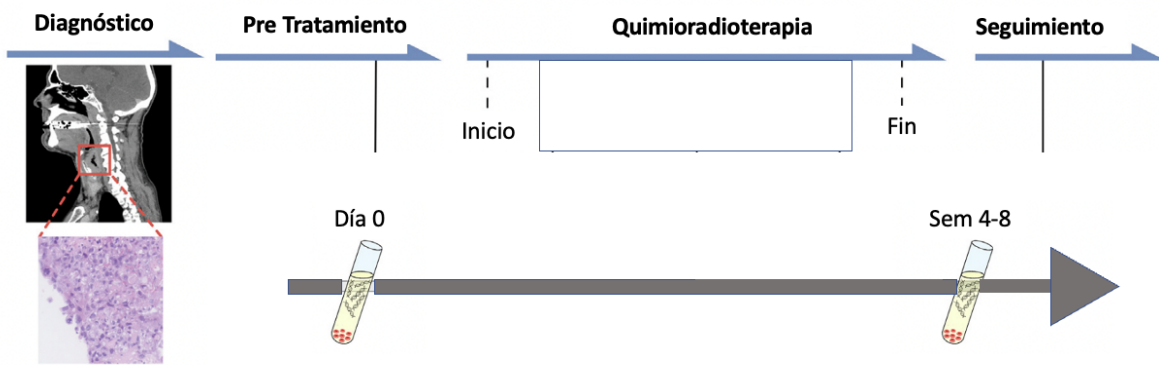 Diagnóstico
Pre Tratamiento
Quimioradioterapia
Seguimiento
Inicio
Fin
Día 0
Sem 4-8